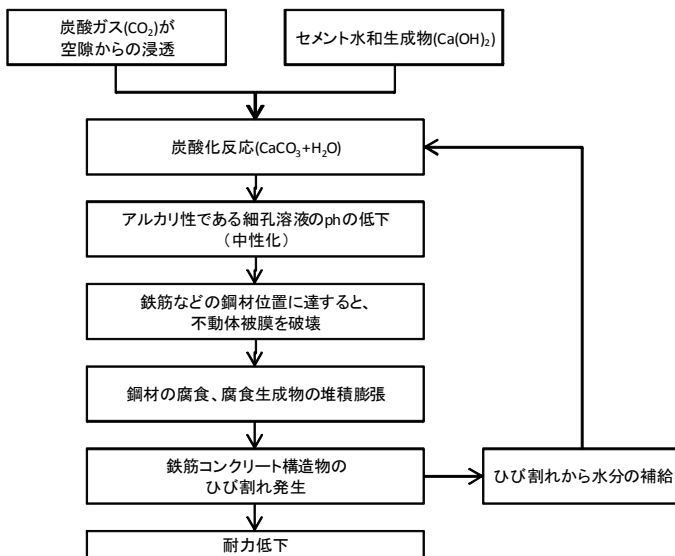 炭酸ガス(CO₂)が
空隙からの浸透
セメント水和生成物(Ca(OH)₂)
炭酸化反応(CaCO₃+H₂O)
アルカリ性である細孔溶液のphの低下
（中性化）
鉄筋などの鋼材位置に達すると、
不動体被膜を破壊
鋼材の腐食、腐食生成物の堆積膨張
鉄筋コンクリート構造物の
ひび割れ発生
ひび割れから水分の補給
耐力低下